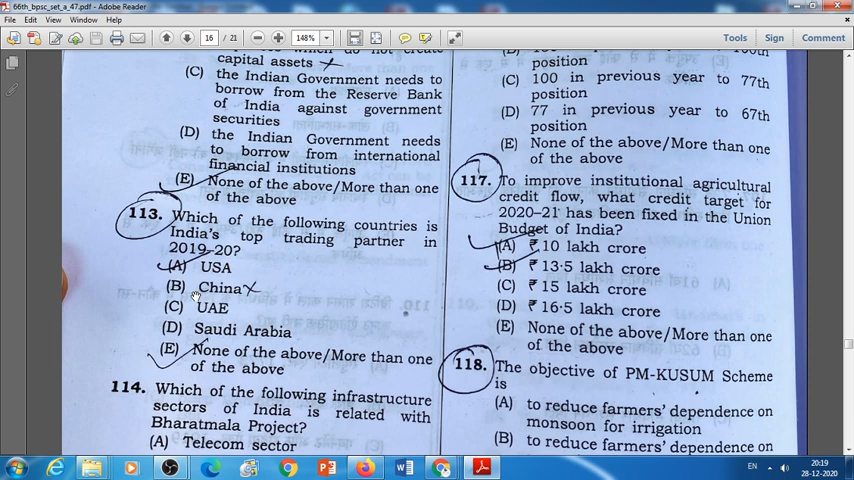 66th_bpsc_set_a_47.pdf - Adobe Reader
File Edit View Window Help
16 / 21
148%
Tools Sign Comment
capital assets
(C) the Indian Government needs to
borrow from the Reserve Bank
of India against government
securities
(D) the Indian Government needs
to borrow from international
financial institutions
(E) None of the above/More than one
of the above
113. Which of the following countries is
India's top trading partner in
2019-20?
(A) USA
(B) China
(C) UAE
(D) Saudi Arabia
(E) None of the above/More than one
of the above
114. Which of the following infrastructure
sectors of India is related with
Bharatmala Project?
(A) Telecom sector
position
(C) 100 in previous year to 77th
position
(D) 77 in previous year to 67th
position
(E) None of the above/More than one
of the above
117. To improve institutional agricultural
credit flow, what credit target for
2020-21 has been fixed in the Union
Budget of India?
(A) ₹ 10 lakh crore
(B) ₹ 13·5 lakh crore
(C) ₹ 15 lakh crore
(D) ₹ 16·5 lakh crore
(E) None of the above/More than one
of the above
118. The objective of PM-KUSUM Scheme
is
(A) to reduce farmers' dependence on
monsoon for irrigation
(B) to reduce farmers' dependence on
EN
20:19
28-12-2020